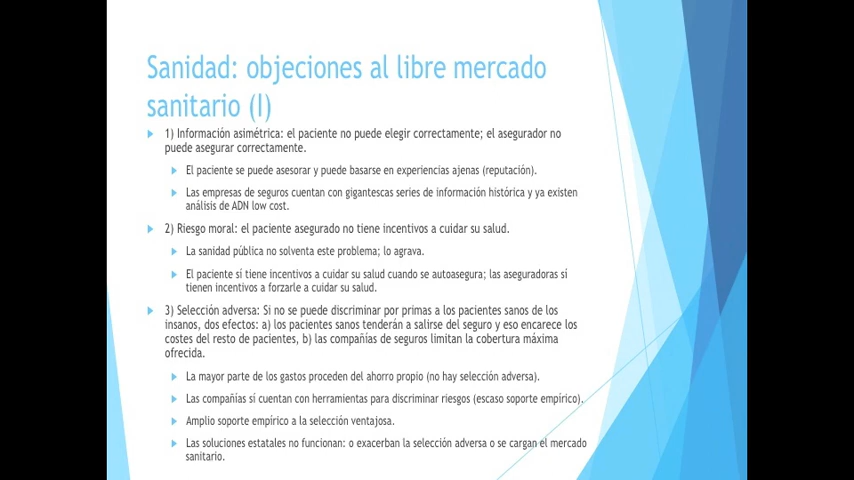 Sanidad: objeciones al libre mercado
sanitario (I)
1) Información asimétrica: el paciente no puede elegir correctamente; el asegurador no
puede asegurar correctamente.
El paciente se puede asesorar y puede basarse en experiencias ajenas (reputación).
Las empresas de seguros cuentan con gigantescas series de información histórica y ya existen
análisis de ADN low cost.
2) Riesgo moral: el paciente asegurado no tiene incentivos a cuidar su salud.
La sanidad pública no solventa este problema; lo agrava.
El paciente sí tiene incentivos a cuidar su salud cuando se autoasegura; las aseguradoras sí
tienen incentivos a forzarle a cuidar su salud.
3) Selección adversa: Si no se puede discriminar por primas a los pacientes sanos de los
insanos, dos efectos: a) los pacientes sanos tenderán a salirse del seguro y eso encarece los
costes del resto de pacientes, b) las compañías de seguros limitan la cobertura máxima
ofrecida.
La mayor parte de los gastos proceden del ahorro propio (no hay selección adversa).
Las compañías sí cuentan con herramientas para discriminar riesgos (escaso soporte empírico).
Amplio soporte empírico a la selección ventajosa.
Las soluciones estatales no funcionan: o exacerban la selección adversa o se cargan el mercado
sanitario.